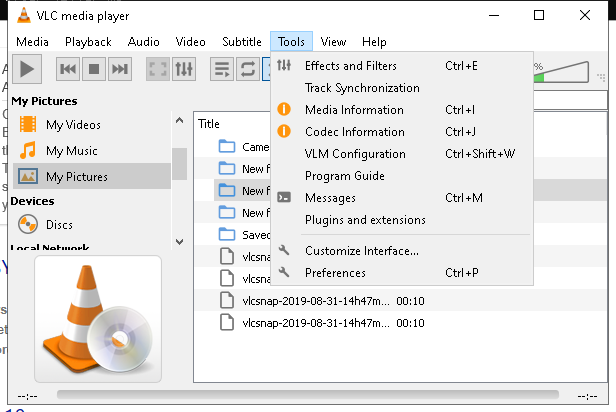 VLC media player
Media Playback Audio Video Subtitle Tools View Help
%
Effects and Filters Ctrl+E
Track Synchronization
Media Information Ctrl+I
Codec Information Ctrl+J
VLM Configuration Ctrl+Shift+W
Program Guide
Messages Ctrl+M
Plugins and extensions
Customize Interface...
Preferences Ctrl+P
My Pictures
My Videos
My Music
My Pictures
Devices
Discs
Local Network
Title
Came
New f
New f
New f
Saved
vlcsna
vlcsna
vlcsnap-2019-08-31-14h47m... 00:10
vlcsnap-2019-08-31-14h47m... 00:10
--:-- --:--